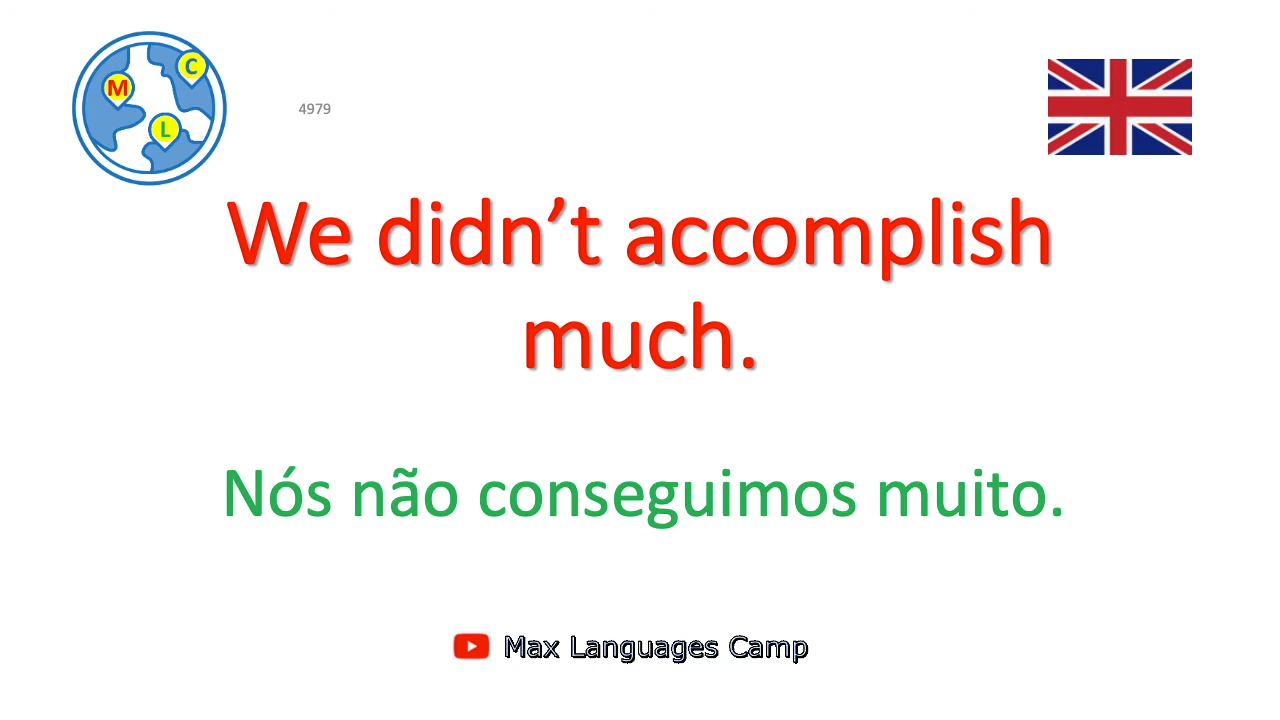 C
M
4979
L
We didn’t accomplish
much.
Nós não conseguimos muito.
Max Languages Camp